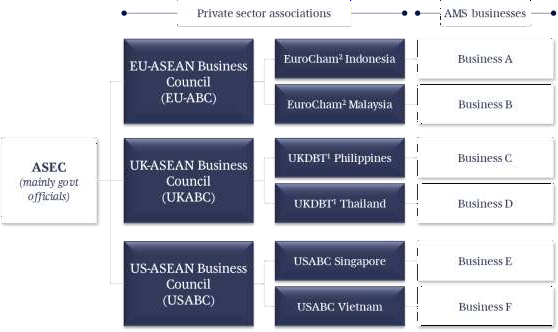 Private sector associations
AMS businesses
ASEC
(mainly govt
officials)
EU-ASEAN Business
Council
(EU-ABC)
EuroCham² Indonesia
Business A
EuroCham² Malaysia
Business B
UK-ASEAN Business
Council
(UKABC)
UKDBT¹ Philippines
Business C
UKDBT¹ Thailand
Business D
US-ASEAN Business
Council
(USABC)
USABC Singapore
Business E
USABC Vietnam
Business F